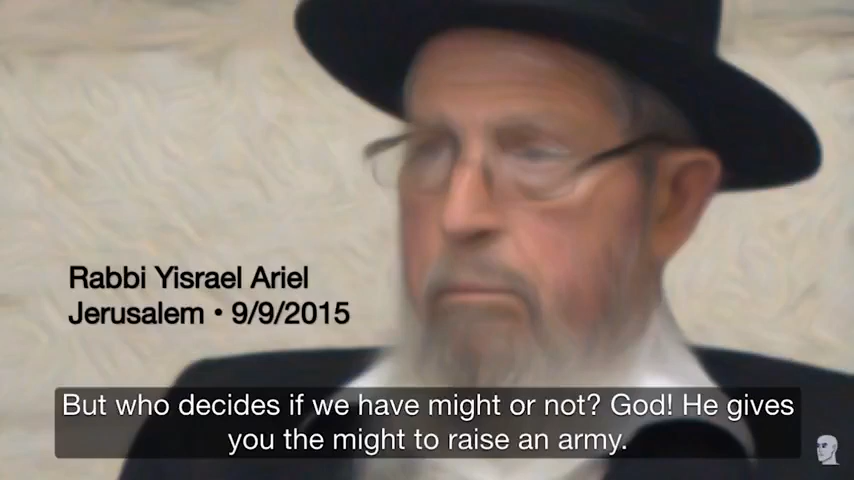 Rabbi Yisrael Ariel
Jerusalem • 9/9/2015
But who decides if we have might or not? God! He gives
you the might to raise an army.